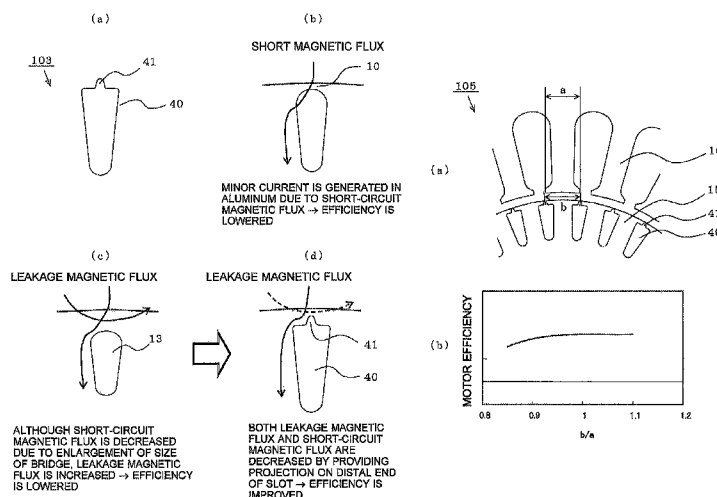 (a)
103
41
40
(b)
SHORT MAGNETIC FLUX
10
MINOR CURRENT IS GENERATED IN
ALUMINUM DUE TO SHORT-CIRCUIT
MAGNETIC FLUX → EFFICIENCY IS
LOWERED
(c)
LEAKAGE MAGNETIC FLUX
13
ALTHOUGH SHORT-CIRCUIT
MAGNETIC FLUX IS DECREASED
DUE TO ENLARGEMENT OF SIZE
OF BRIDGE, LEAKAGE MAGNETIC
FLUX IS INCREASED → EFFICIENCY
IS LOWERED
(d)
LEAKAGE MAGNETIC FLUX
41
40
BOTH LEAKAGE MAGNETIC
FLUX AND SHORT-CIRCUIT
MAGNETIC FLUX ARE
DECREASED BY PROVIDING
PROJECTION ON DISTAL END
OF SLOT → EFFICIENCY IS
IMPROVED
105
(a)
a
b
(b)
MOTOR EFFICIENCY
0.8
0.9
1
1.1
1.2
b/a